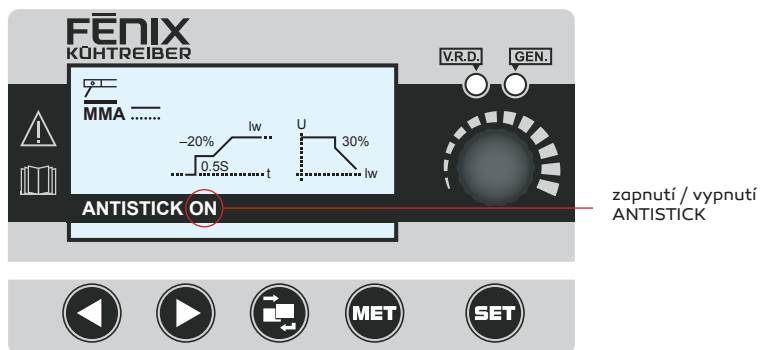 FĒNIX
KÜHTREIBER
V.R.D.
GEN.
MMA
–20%
Iw
0.5S
t
U
30%
Iw
ANTISTICK ON
zapnutí / vypnutí
ANTISTICK
MET
SET